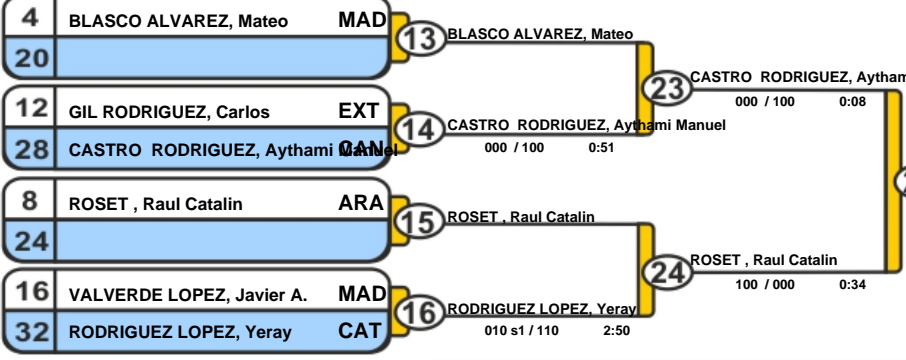 4 BLASCO ALVAREZ, Mateo MAD
20
13 BLASCO ALVAREZ, Mateo
12 GIL RODRIGUEZ, Carlos EXT
28 CASTRO RODRIGUEZ, Aythami Manuel CAN
14 CASTRO RODRIGUEZ, Aythami Manuel
000 / 100 0:51
23 CASTRO RODRIGUEZ, Aytham
000 / 100 0:08
8 ROSET , Raul Catalin ARA
24
15 ROSET , Raul Catalin
16 VALVERDE LOPEZ, Javier A. MAD
32 RODRIGUEZ LOPEZ, Yeray CAT
16 RODRIGUEZ LOPEZ, Yeray
010 s1 / 110 2:50
24 ROSET , Raul Catalin
100 / 000 0:34